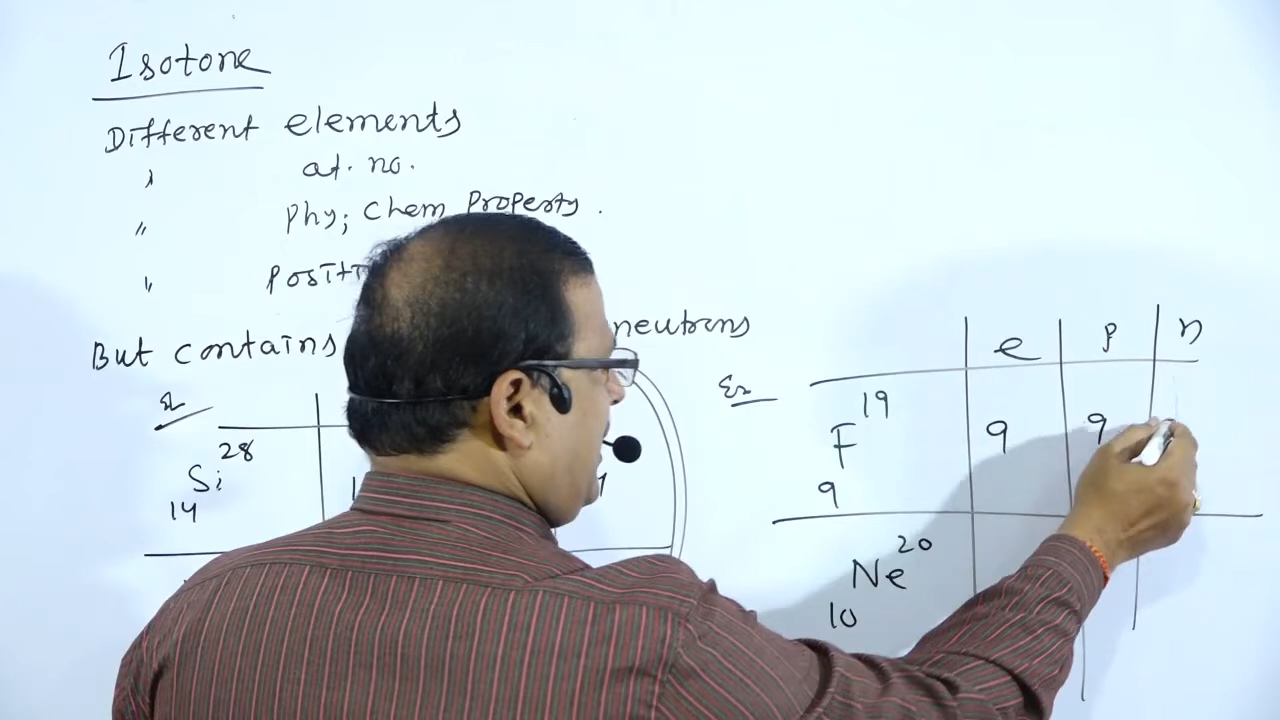 Isotone
Different elements
" at. no.
" Phy; Chem Property.
"
But contains neutrons
Ex
28
Si
14
Ex
e P n
19
F 9 9
9
20
Ne
10